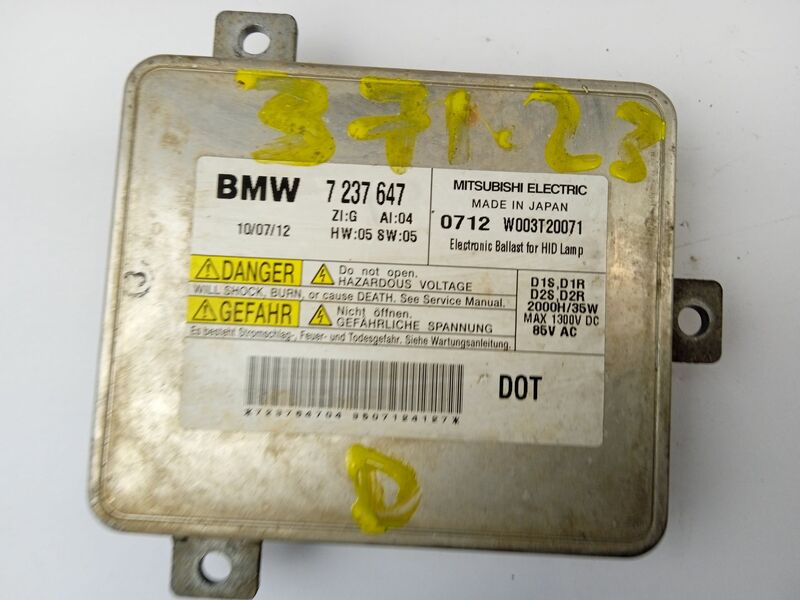 371.23
BMW 7 237 647
10/07/12
ZI:G AI:04
HW:05 SW:05
MITSUBISHI ELECTRIC
MADE IN JAPAN
0712 W003T20071
Electronic Ballast for HID Lamp
DANGER Do not open.
HAZARDOUS VOLTAGE
WILL SHOCK, BURN, or cause DEATH. See Service Manual.
GEFAHR Nicht öffnen.
GEFÄHRLICHE SPANNUNG
Es besteht Stromschlag-, Feuer- und Todesgefahr. Siehe Wartungsanleitung.
D1S,D1R
D2S,D2R
2000H/35W
MAX 1300V DC
85V AC
*723764704 3507124127*
DOT
D